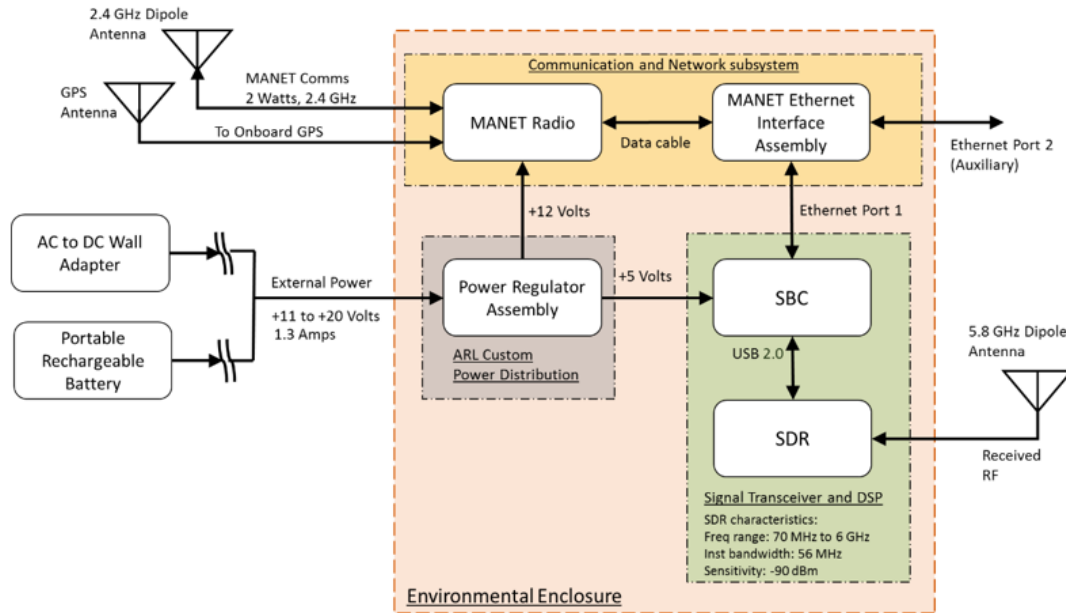 2.4 GHz Dipole
Antenna
MANET Comms
2 Watts, 2.4 GHz
GPS
Antenna
To Onboard GPS
Communication and Network subsystem
MANET Radio
Data cable
MANET Ethernet
Interface
Assembly
Ethernet Port 2
(Auxiliary)
+12 Volts
Ethernet Port 1
AC to DC Wall
Adapter
External Power
+11 to +20 Volts
1.3 Amps
Portable
Rechargeable
Battery
Power Regulator
Assembly
+5 Volts
ARL Custom
Power Distribution
SBC
USB 2.0
SDR
5.8 GHz Dipole
Antenna
Received
RF
Signal Transceiver and DSP
SDR characteristics:
Freq range: 70 MHz to 6 GHz
Inst bandwidth: 56 MHz
Sensitivity: -90 dBm
Environmental Enclosure